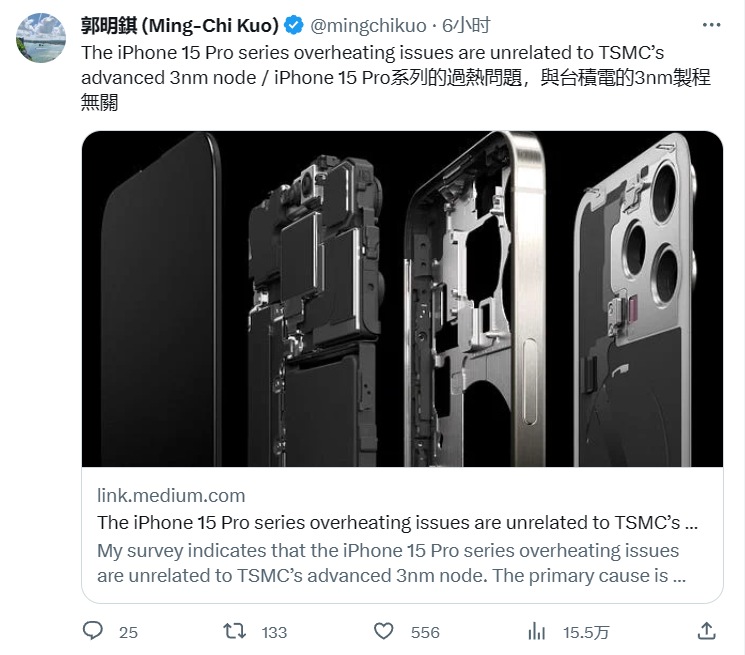 郭明錤 (Ming-Chi Kuo) @mingchikuo · 6小时
The iPhone 15 Pro series overheating issues are unrelated to TSMC’s
advanced 3nm node / iPhone 15 Pro系列的過熱問題，與台積電的3nm製程
無關
link.medium.com
The iPhone 15 Pro series overheating issues are unrelated to TSMC’s ...
My survey indicates that the iPhone 15 Pro series overheating issues
are unrelated to TSMC’s advanced 3nm node. The primary cause is ...
25 133 556 15.5万